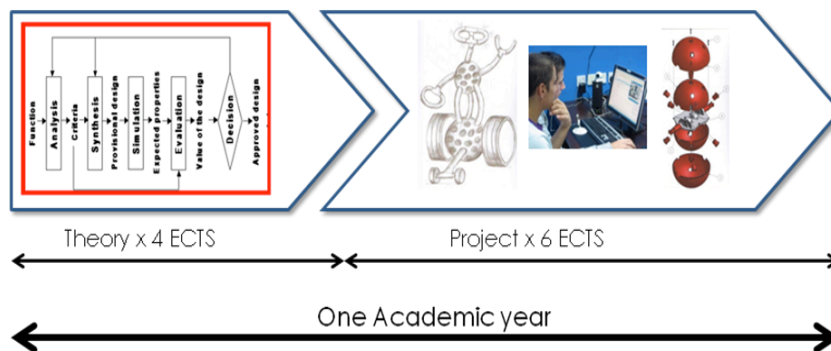 Function
Analysis
Criteria
Synthesis
Provisional design
Simulation
Expected properties
Evaluation
Value of the design
Decision
Approved design
Theory x 4 ECTS
Project x 6 ECTS
One Academic year